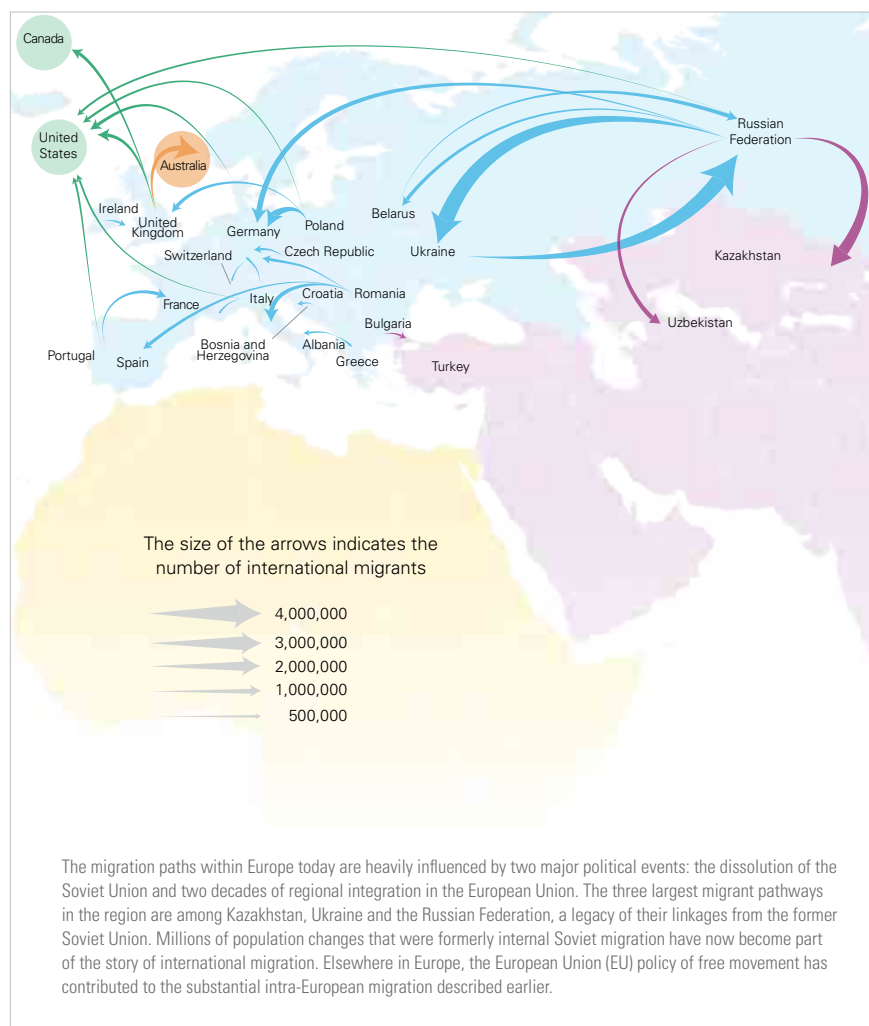 Canada
United
States
Australia
Russian
Federation
Ireland
United
Kingdom
Germany
Poland
Belarus
Ukraine
Kazakhstan
Switzerland
Czech Republic
France
Italy
Croatia
Romania
Uzbekistan
Portugal
Spain
Bosnia and
Herzegovina
Albania
Bulgaria
Greece
Turkey
The size of the arrows indicates the
number of international migrants
4,000,000
3,000,000
2,000,000
1,000,000
500,000
The migration paths within Europe today are heavily influenced by two major political events: the dissolution of the
Soviet Union and two decades of regional integration in the European Union. The three largest migrant pathways
in the region are among Kazakhstan, Ukraine and the Russian Federation, a legacy of their linkages from the former
Soviet Union. Millions of population changes that were formerly internal Soviet migration have now become part
of the story of international migration. Elsewhere in Europe, the European Union (EU) policy of free movement has
contributed to the substantial intra-European migration described earlier.